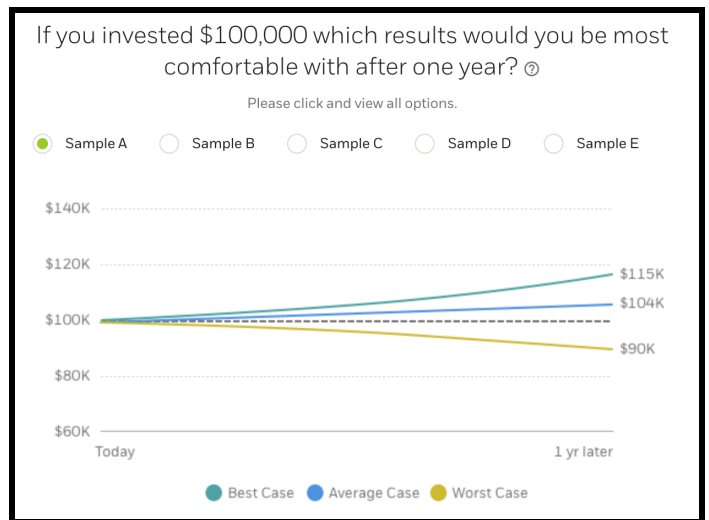 If you invested $100,000 which results would you be most
comfortable with after one year? ?
Please click and view all options.
Sample A Sample B Sample C Sample D Sample E
$140K
$120K
$115K
$104K
$100K
$90K
$80K
$60K
Today 1 yr later
Best Case Average Case Worst Case